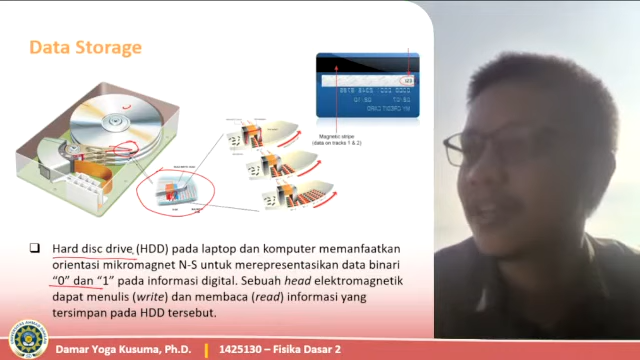 Data Storage
123
Magnetic stripe
(data on tracks 1 & 2)
❑ Hard disc drive (HDD) pada laptop dan komputer memanfaatkan
orientasi mikromagnet N-S untuk merepresentasikan data binari
“0” dan “1” pada informasi digital. Sebuah head elektromagnetik
dapat menulis (write) dan membaca (read) informasi yang
tersimpan pada HDD tersebut.
Damar Yoga Kusuma, Ph.D. | 1425130 – Fisika Dasar 2